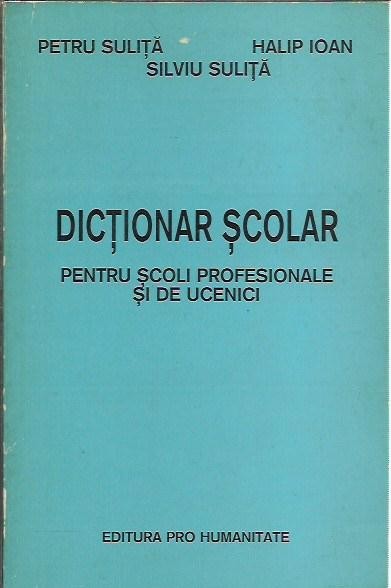 PETRU SULIȚĂ HALIP IOAN
SILVIU SULIȚĂ
DICȚIONAR ȘCOLAR
PENTRU ȘCOLI PROFESIONALE
ȘI DE UCENICI
EDITURA PRO HUMANITATE